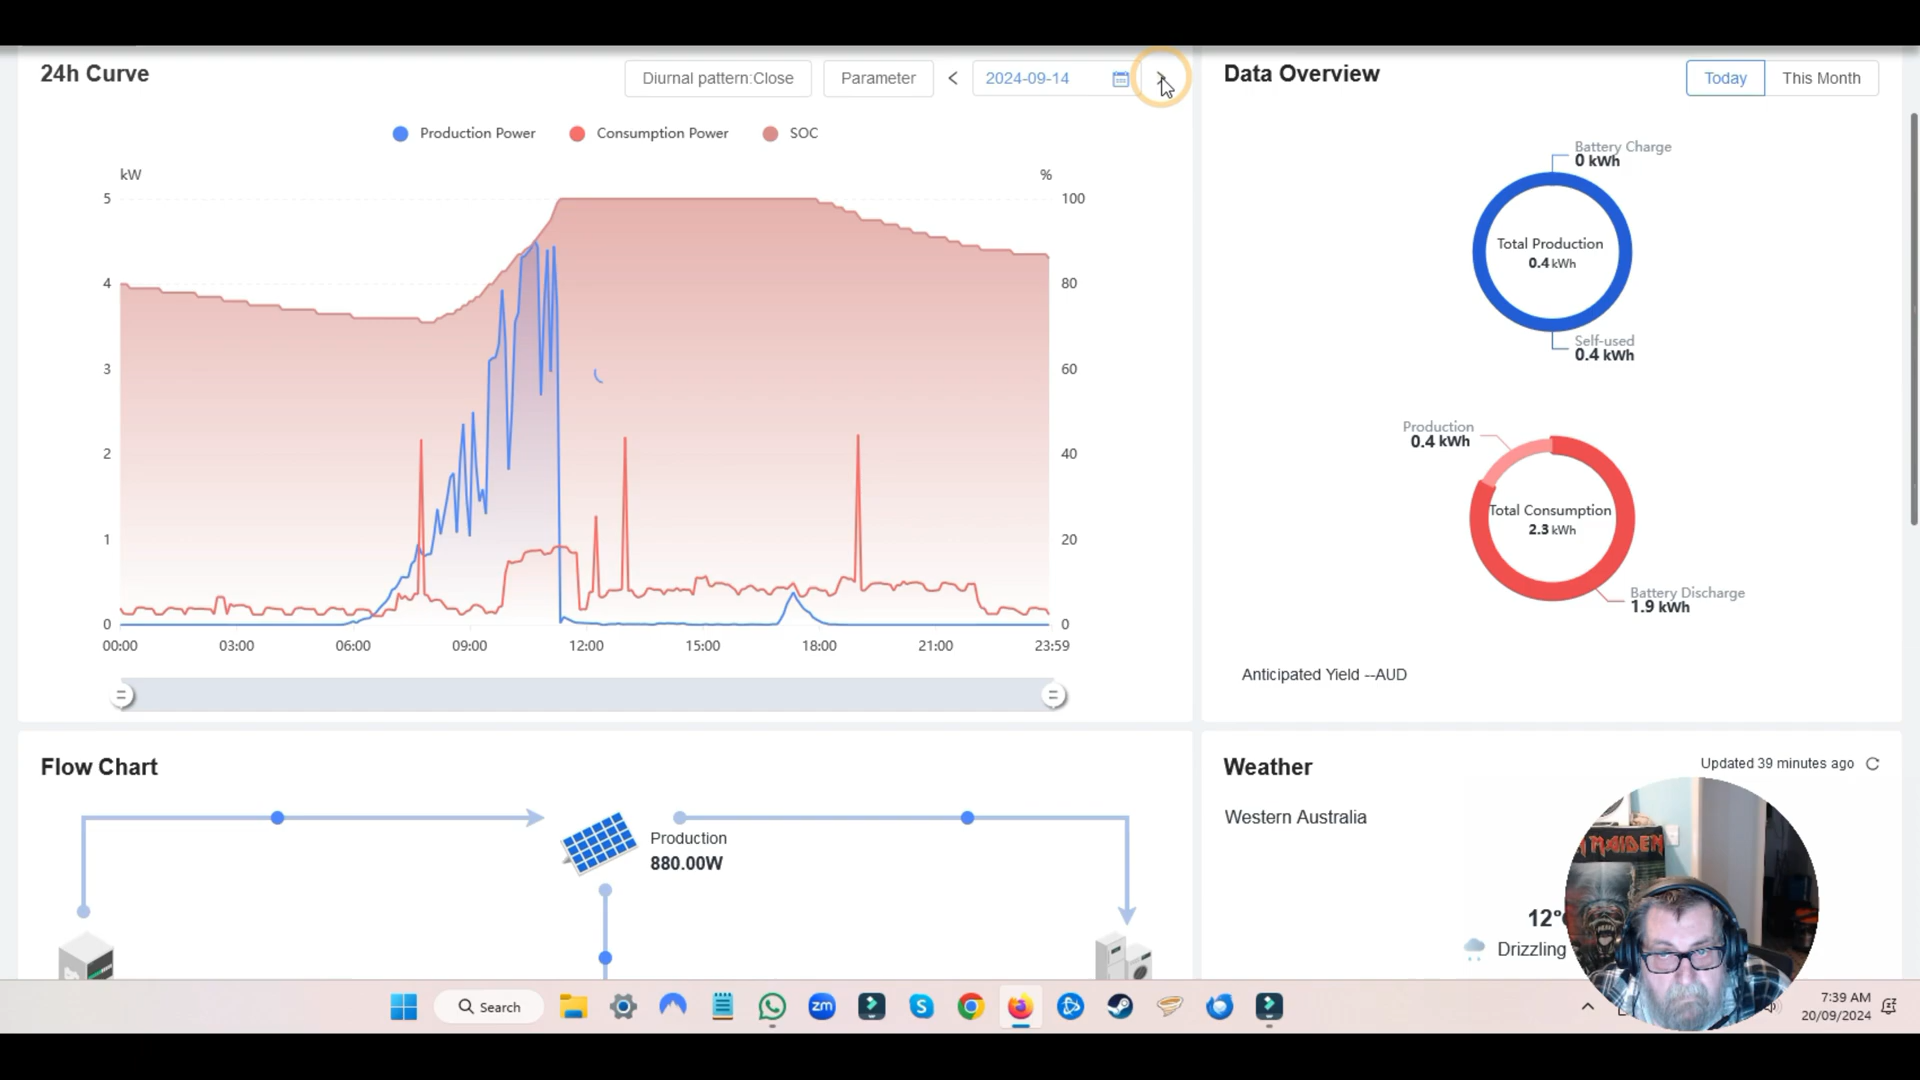 24h Curve
Diurnal pattern:Close
Parameter
2024-09-14
Production Power
Consumption Power
SOC
kW
%
5
4
3
2
1
0
100
80
60
40
20
0
00:00
03:00
06:00
09:00
12:00
15:00
18:00
21:00
23:59
Data Overview
Today
This Month
Battery Charge
0 kWh
Total Production
0.4 kWh
Self-used
0.4 kWh
Production
0.4 kWh
Total Consumption
2.3 kWh
Battery Discharge
1.9 kWh
Anticipated Yield --AUD
Flow Chart
Production
880.00W
Weather
Updated 39 minutes ago
Western Australia
12°
Drizzling
MAIDEN
Search
zm
7:39 AM
20/09/2024